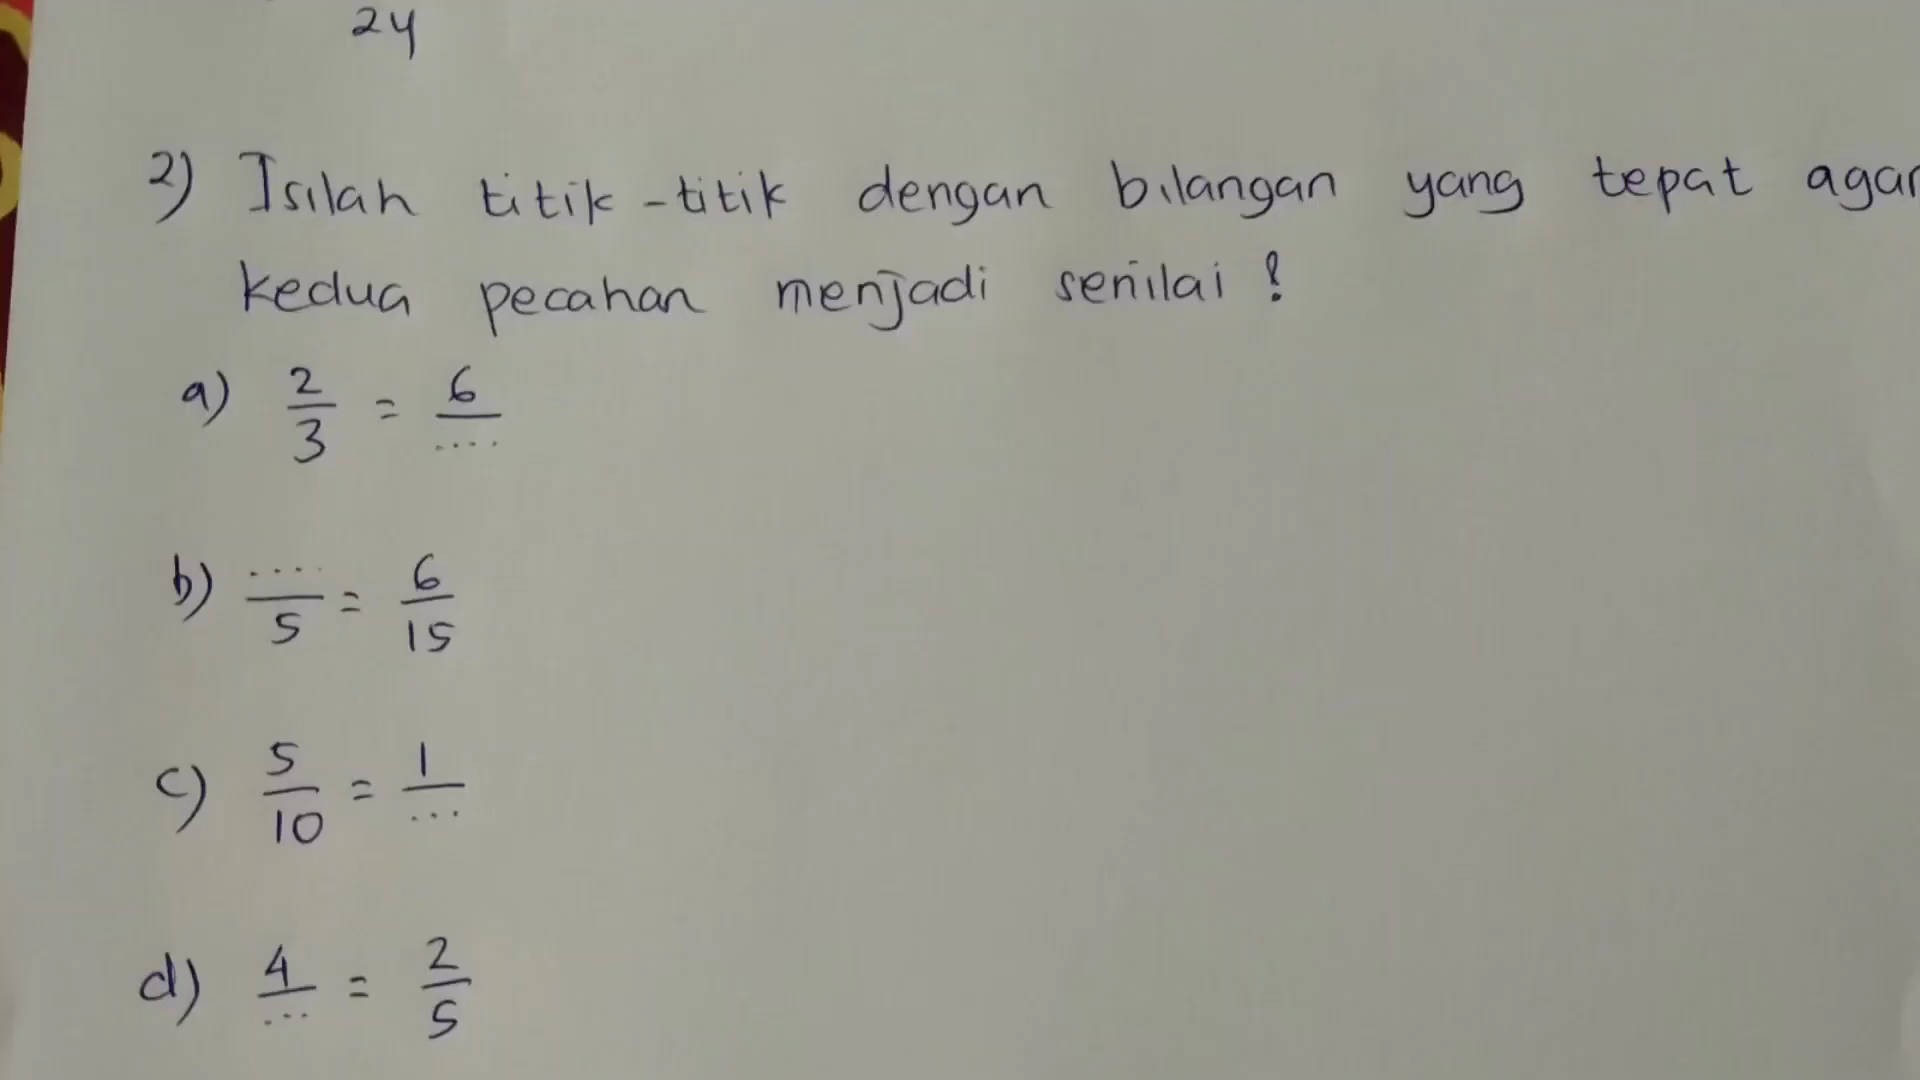 24
2) Isilah titik-titik dengan bilangan yang tepat agar
kedua pecahan menjadi senilai !
a) 2/3 = 6/....
b) ..../5 = 6/15
c) 5/10 = 1/...
d) 4/... = 2/5